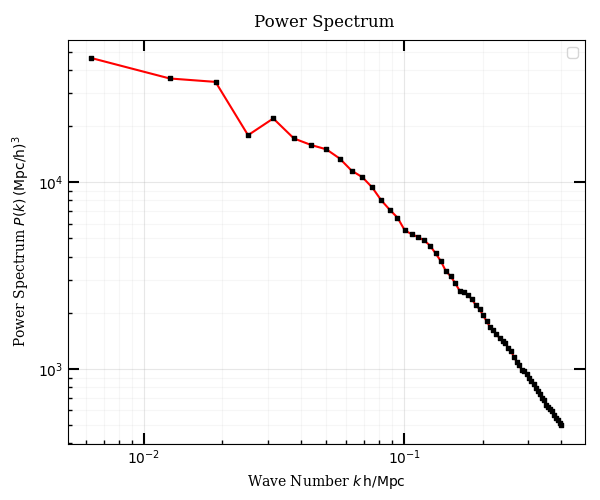 Power Spectrum
10⁴
10³
Power Spectrum P(k) (Mpc/h)³
10⁻²
10⁻¹
Wave Number k h/Mpc